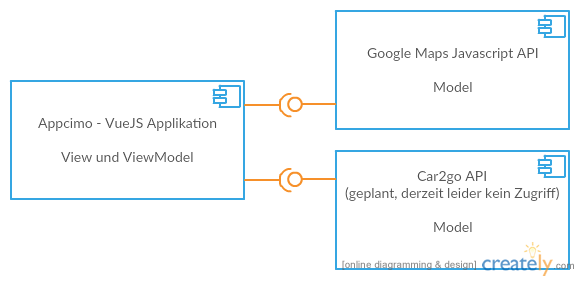 Appcimo - VueJS Applikation
View und ViewModel
Google Maps Javascript API
Model
Car2go API
(geplant, derzeit leider kein Zugriff)
Model
[online diagramming & design] creately.com